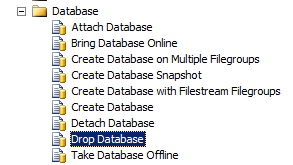 Database
Attach Database
Bring Database Online
Create Database on Multiple Filegroups
Create Database Snapshot
Create Database with Filestream Filegroups
Create Database
Detach Database
Drop Database
Take Database Offline